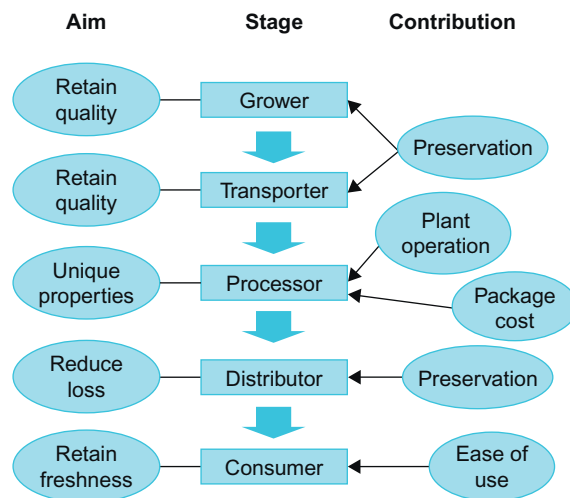 Aim Stage Contribution
Retain
quality
Grower
Preservation
Retain
quality
Transporter
Plant
operation
Unique
properties
Processor
Package
cost
Reduce
loss
Distributor
Preservation
Retain
freshness
Consumer
Ease of
use